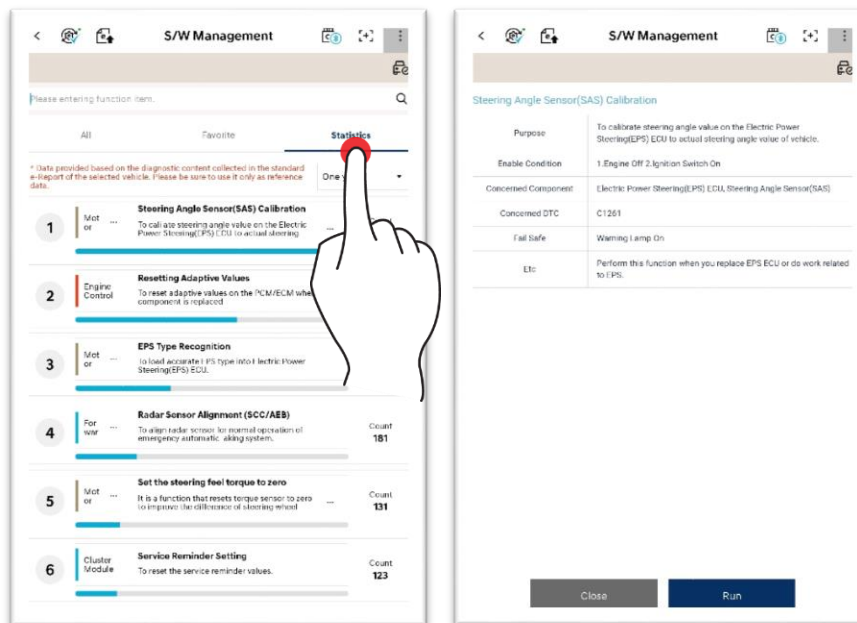 S/W Management
Please entering function item.
All Favorite Statistics
* Data provided based on the diagnostic content collected in the standard
e-Report of the selected vehicle. Please be sure to use it only as reference
data.
One
1
Mot
or
...
Steering Angle Sensor(SAS) Calibration
To cali ate steering angle value on the Electric
Power Steering(EPS) ECU to actual steering
...
2
Engine
Control
Resetting Adaptive Values
To reset adaptive values on the PCM/ECM whe
component is replaced
3
Mot
or
...
EPS Type Recognition
To load accurate EPS type into Electric Power
Steering(EPS) ECU.
4
For
war
...
Radar Sensor Alignment (SCC/AEB)
To align radar sensor for normal operation of
emergency automatic aking system.
Count
181
5
Mot
or
...
Set the steering feel torque to zero
It is a function that resets torque sensor to zero
to improve the difference of steering wheel
...
Count
131
6
Cluster
Module
Service Reminder Setting
To reset the service reminder values.
Count
123
S/W Management
Steering Angle Sensor(SAS) Calibration
Purpose
To calibrate steering angle value on the Electric Power
Steering(EPS) ECU to actual steering angle value of vehicle.
Enable Condition
1.Engine Off 2.Ignition Switch On
Concerned Component
Electric Power Steering(EPS) ECU, Steering Angle Sensor(SAS)
Concerned DTC
C1261
Fail Safe
Warning Lamp On
Etc
Perform this function when you replace EPS ECU or do work related
to EPS.
Close
Run